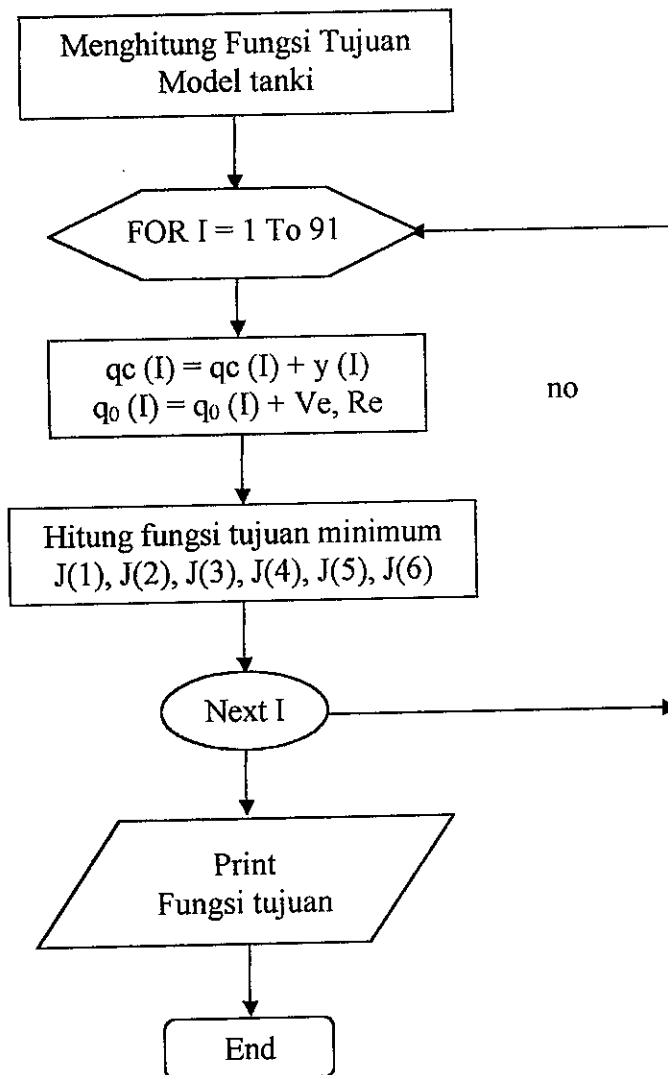 Menghitung Fungsi Tujuan
Model tanki
FOR I = 1 To 91
qc (I) = qc (I) + y (I)
q₀ (I) = q₀ (I) + Ve, Re
no
Hitung fungsi tujuan minimum
J(1), J(2), J(3), J(4), J(5), J(6)
Next I
Print
Fungsi tujuan
End